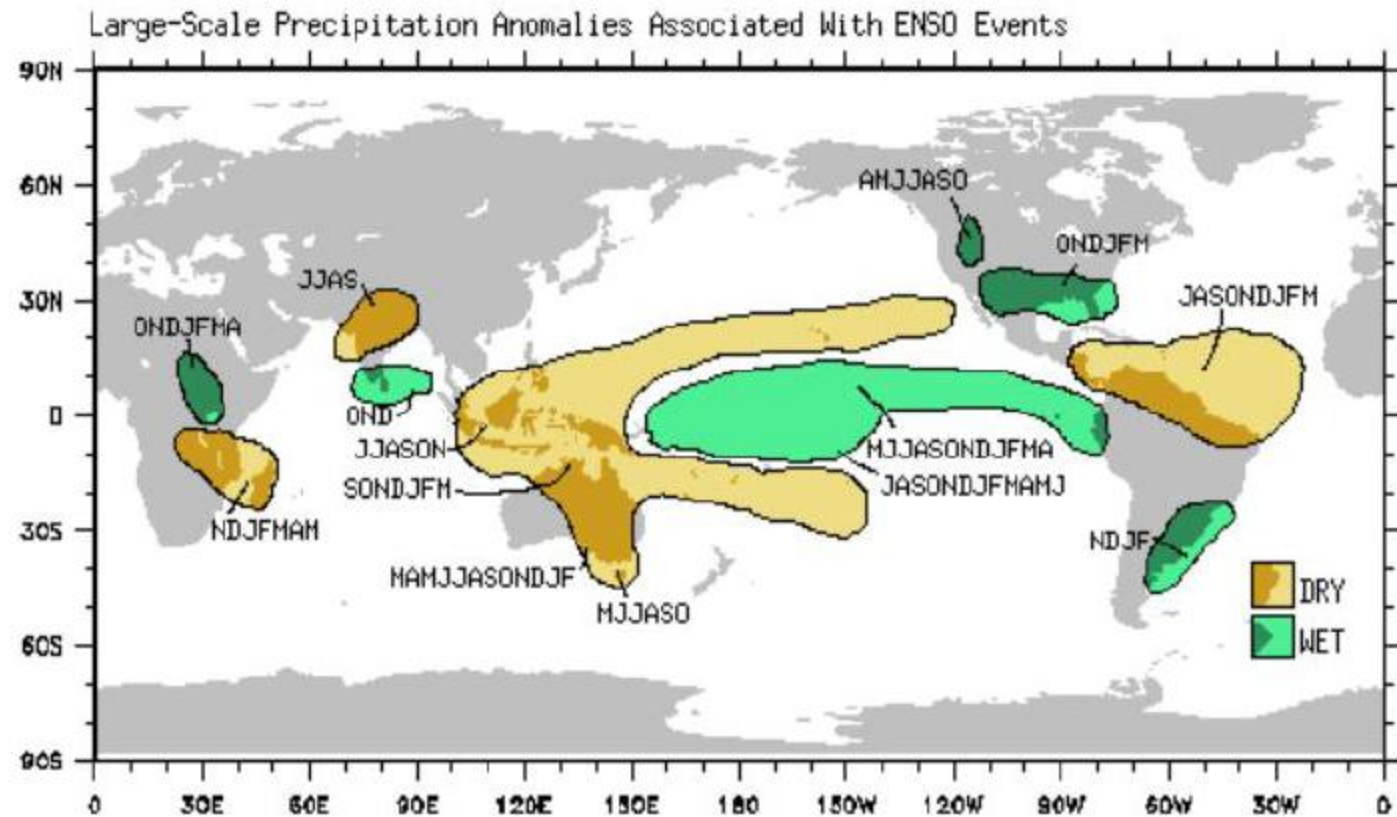 Large-Scale Precipitation Anomalies Associated With ENSO Events
90N
60N
30N
0
30S
60S
90S
AMJJASO
ONDJFM
JJAS
JASONDJFM
ONDJFMA
OND
JJASON
MJJASONDJFMA
SONDJFM
JASONDJFMAMJ
NDJFMAM
NDJF
MAMJJASONDJF
MJJASO
DRY
WET
0 30E 60E 90E 120E 150E 180 150W 120W 90W 60W 30W 0